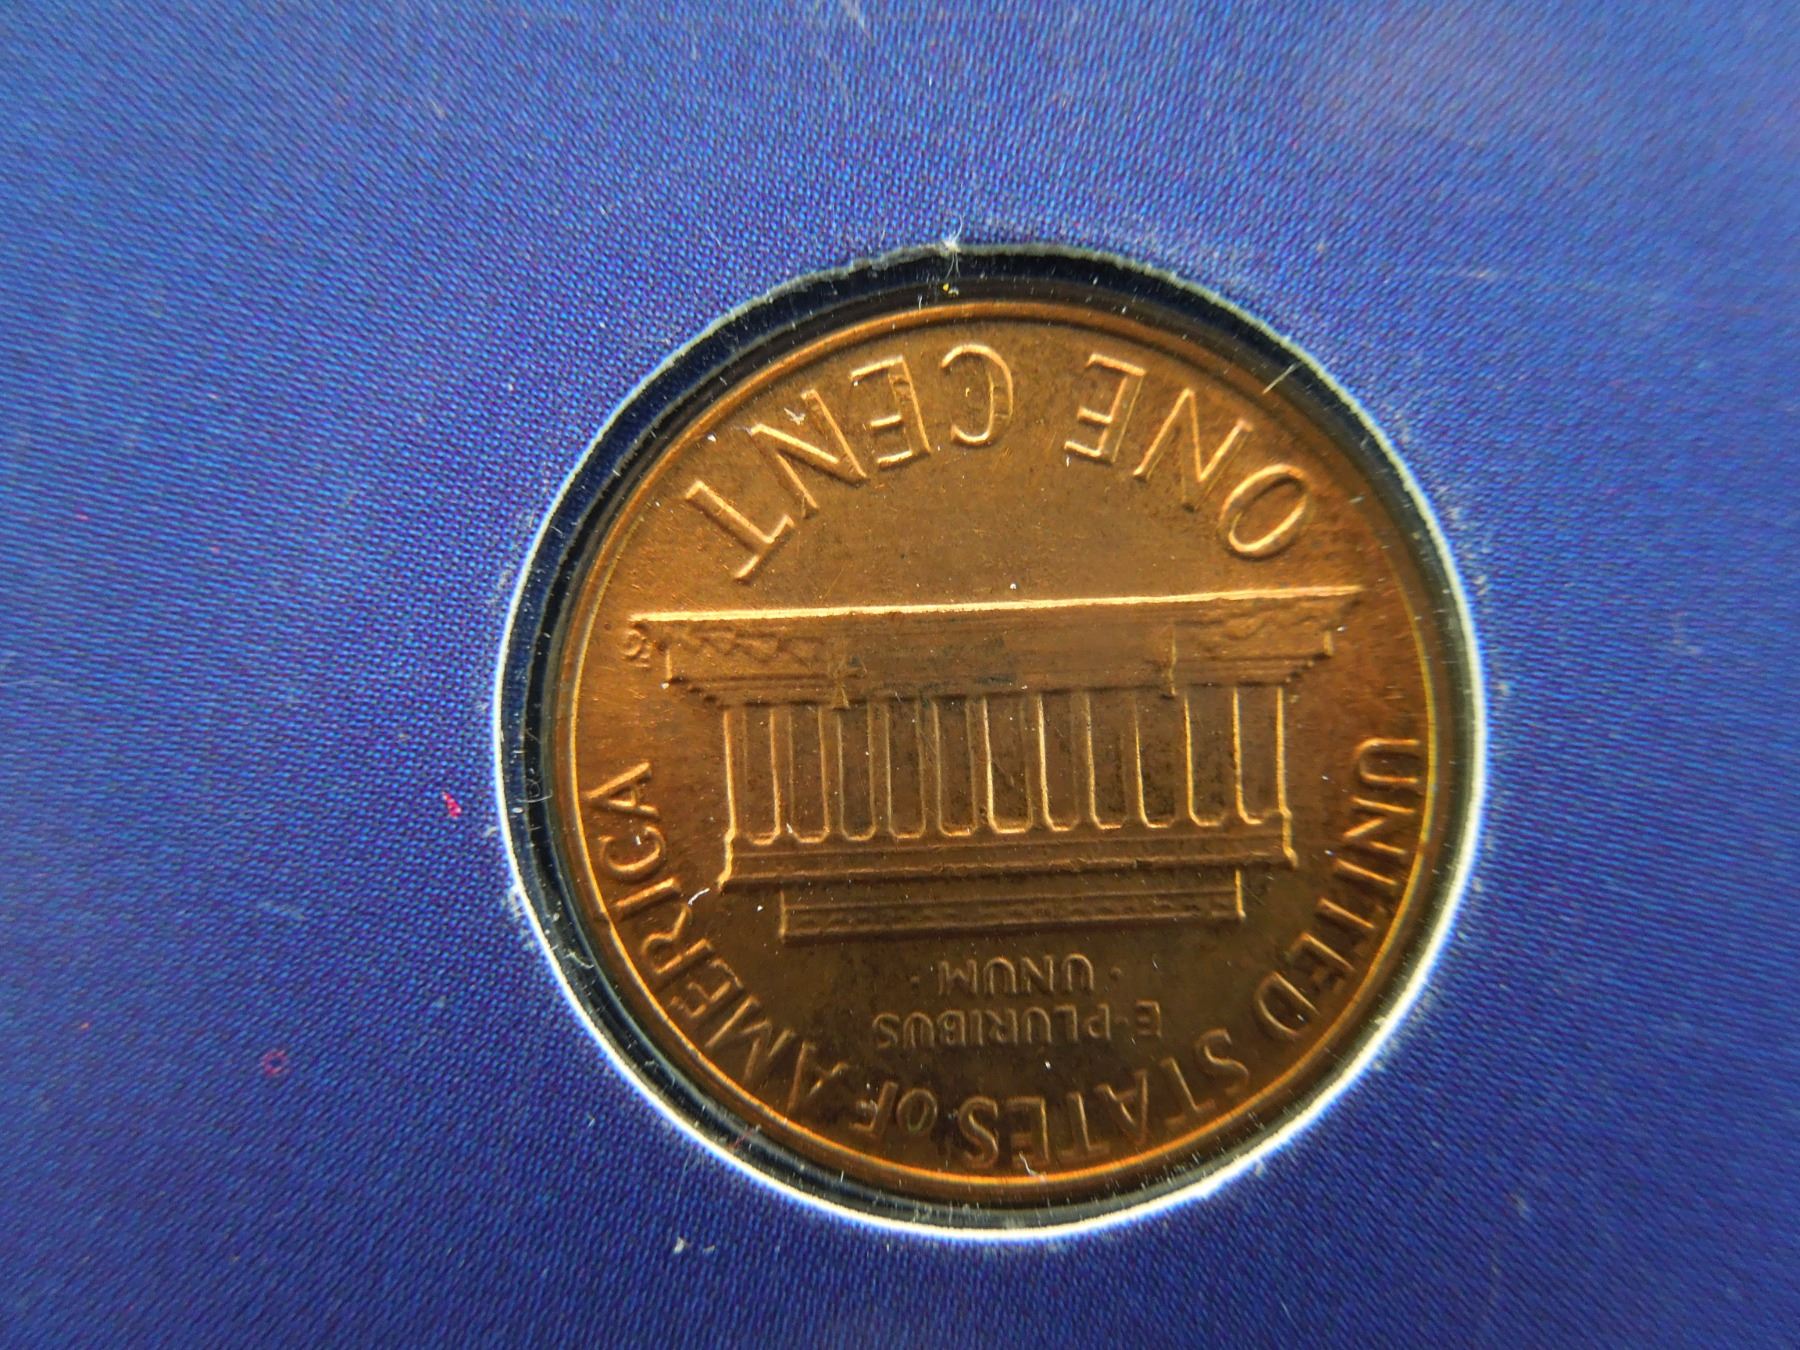 UNITED STATES OF AMERICA
E·PLURIBUS
· UNUM ·
ONE CENT